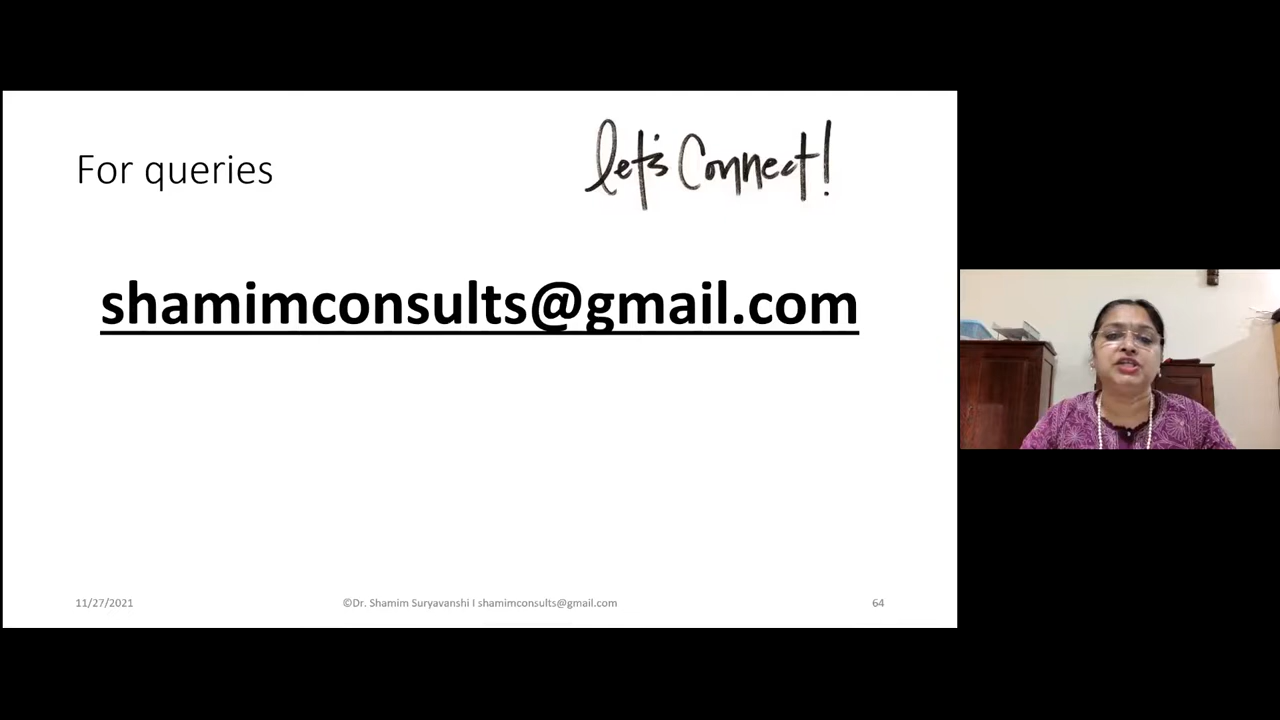 For queries
let's Connect!
shamimconsults@gmail.com
11/27/2021
©Dr. Shamim Suryavanshi I shamimconsults@gmail.com
64